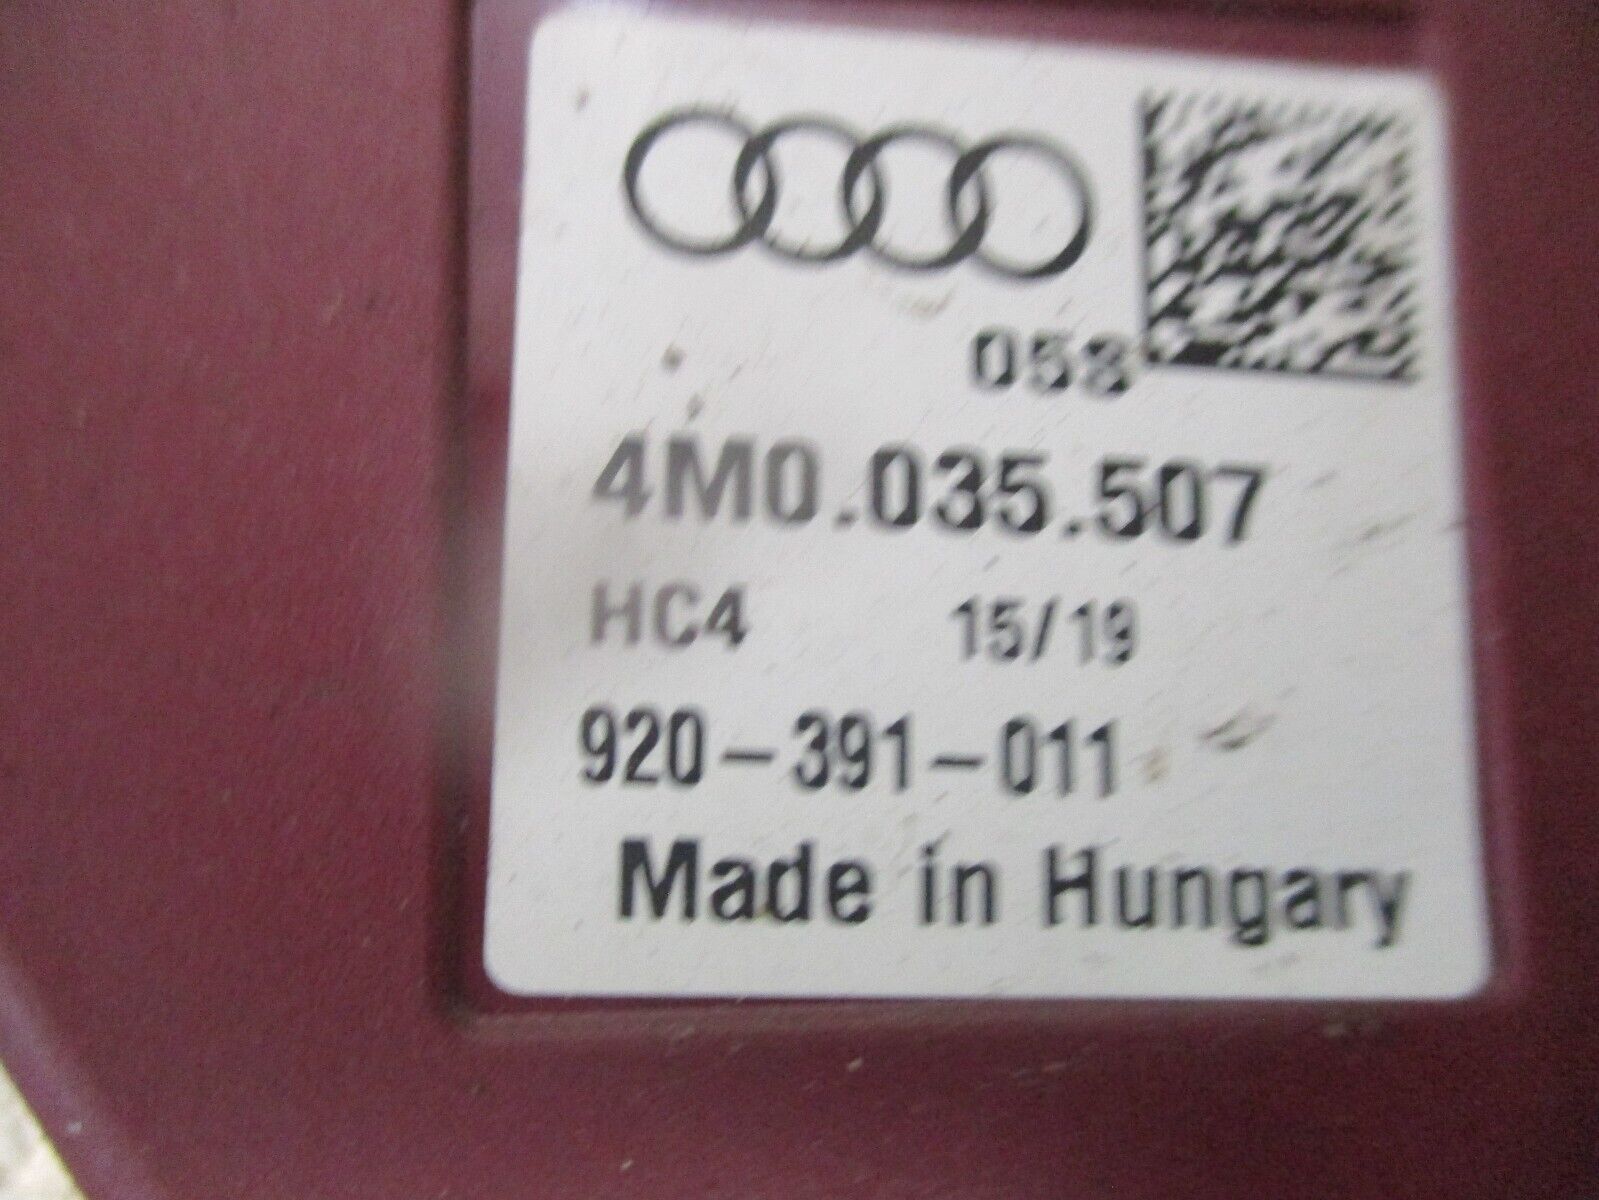 058
4M0.035.507
HC4 15/19
920-391-011
Made in Hungary